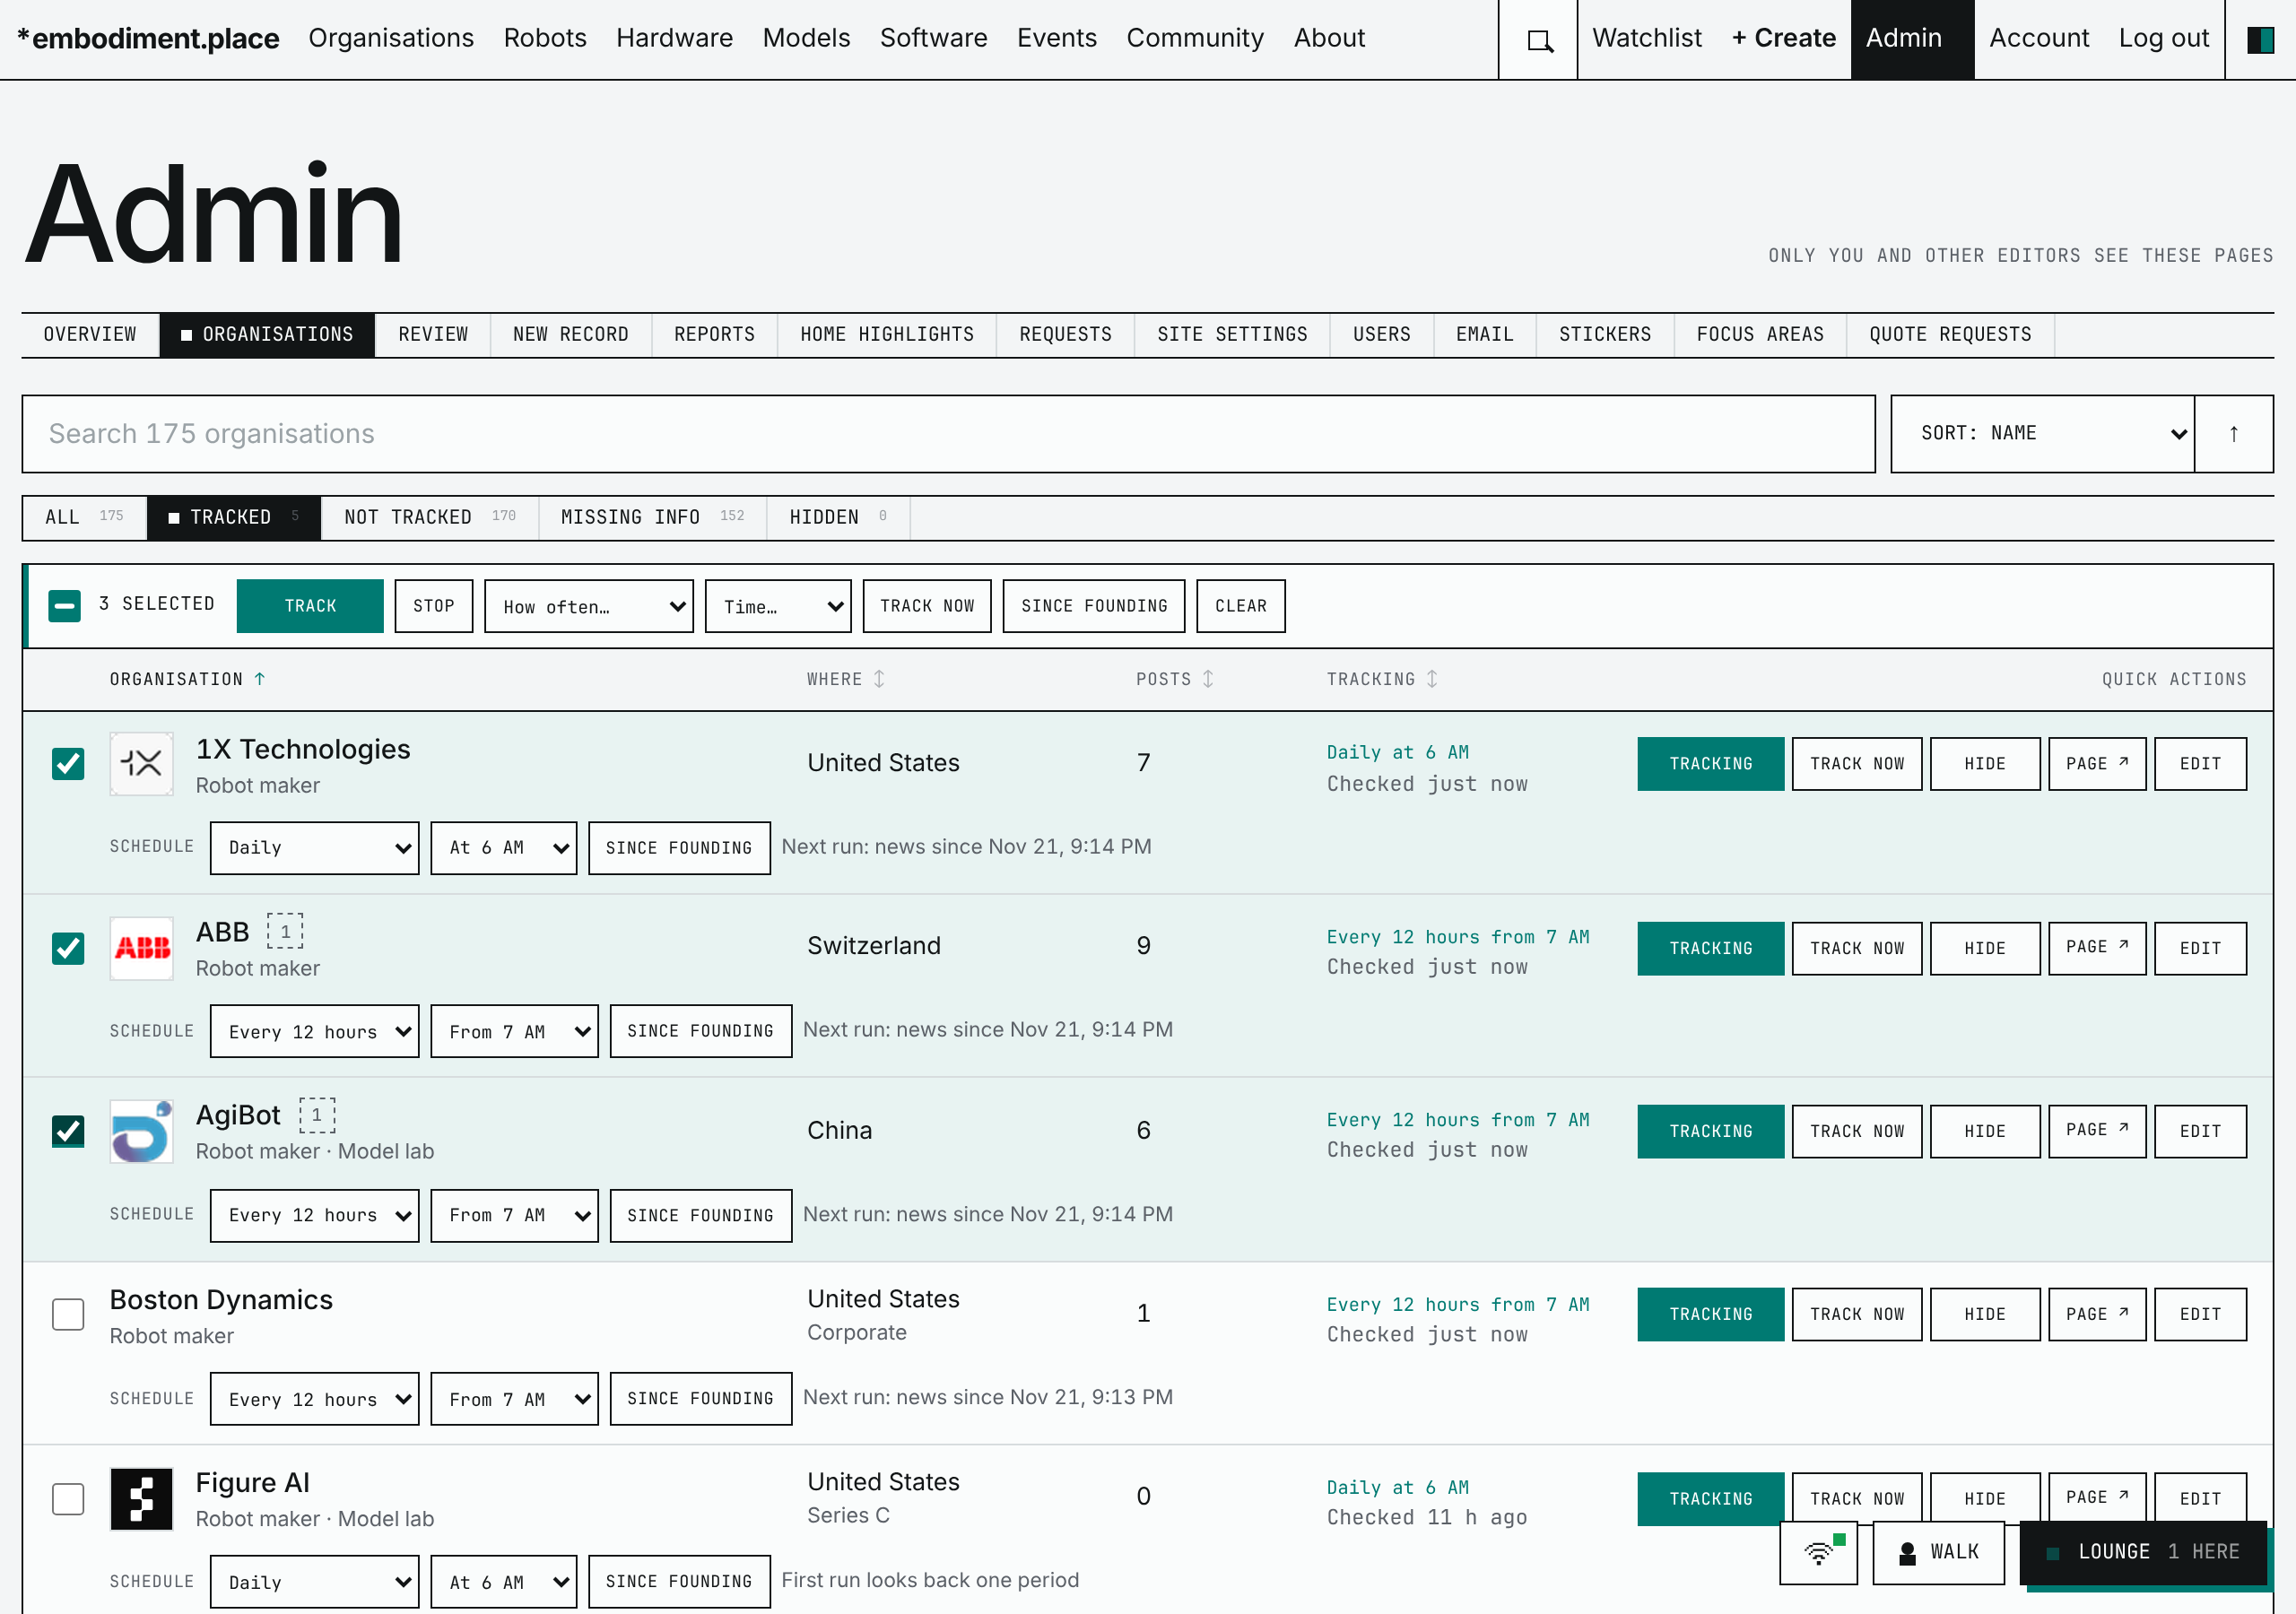 *embodiment.place Organisations Robots Hardware Models Software Events Community About Watchlist + Create Admin Account Log out
Admin
ONLY YOU AND OTHER EDITORS SEE THESE PAGES
OVERVIEW ORGANISATIONS REVIEW NEW RECORD REPORTS HOME HIGHLIGHTS REQUESTS SITE SETTINGS USERS EMAIL STICKERS FOCUS AREAS QUOTE REQUESTS
Search 175 organisations SORT: NAME ↑
ALL 175 TRACKED 5 NOT TRACKED 170 MISSING INFO 152 HIDDEN 0
3 SELECTED TRACK STOP How often… Time… TRACK NOW SINCE FOUNDING CLEAR
ORGANISATION ↑ WHERE ↕ POSTS ↕ TRACKING ↕ QUICK ACTIONS
1X Technologies United States 7 Daily at 6 AM TRACKING TRACK NOW HIDE PAGE ↗ EDIT
Robot maker Checked just now
SCHEDULE Daily At 6 AM SINCE FOUNDING Next run: news since Nov 21, 9:14 PM
ABB ABB 1 Switzerland 9 Every 12 hours from 7 AM TRACKING TRACK NOW HIDE PAGE ↗ EDIT
Robot maker Checked just now
SCHEDULE Every 12 hours From 7 AM SINCE FOUNDING Next run: news since Nov 21, 9:14 PM
AgiBot 1 China 6 Every 12 hours from 7 AM TRACKING TRACK NOW HIDE PAGE ↗ EDIT
Robot maker · Model lab Checked just now
SCHEDULE Every 12 hours From 7 AM SINCE FOUNDING Next run: news since Nov 21, 9:14 PM
Boston Dynamics United States 1 Every 12 hours from 7 AM TRACKING TRACK NOW HIDE PAGE ↗ EDIT
Robot maker Corporate Checked just now
SCHEDULE Every 12 hours From 7 AM SINCE FOUNDING Next run: news since Nov 21, 9:13 PM
Figure AI United States 0 Daily at 6 AM TRACKING TRACK NOW HIDE PAGE ↗ EDIT
Robot maker · Model lab Series C Checked 11 h ago
WALK LOUNGE 1 HERE
SCHEDULE Daily At 6 AM SINCE FOUNDING First run looks back one period